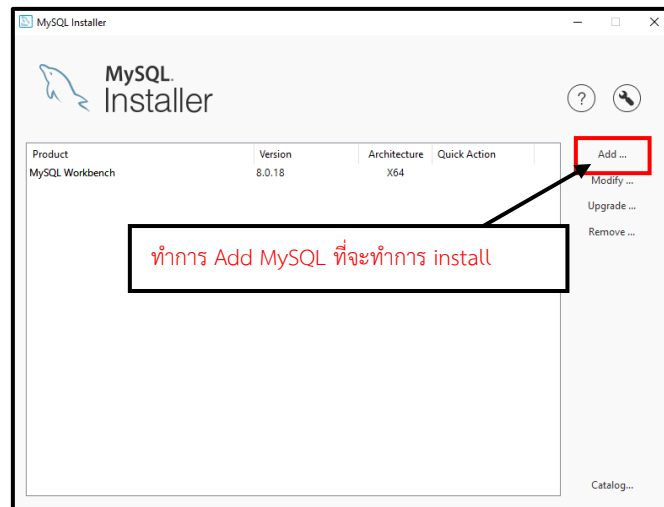 MySQL Installer
MySQL.
Installer
?
Product Version Architecture Quick Action
MySQL Workbench 8.0.18 X64
Add ...
Modify ...
Upgrade ...
Remove ...
ทำการ Add MySQL ที่จะทำการ install
Catalog...